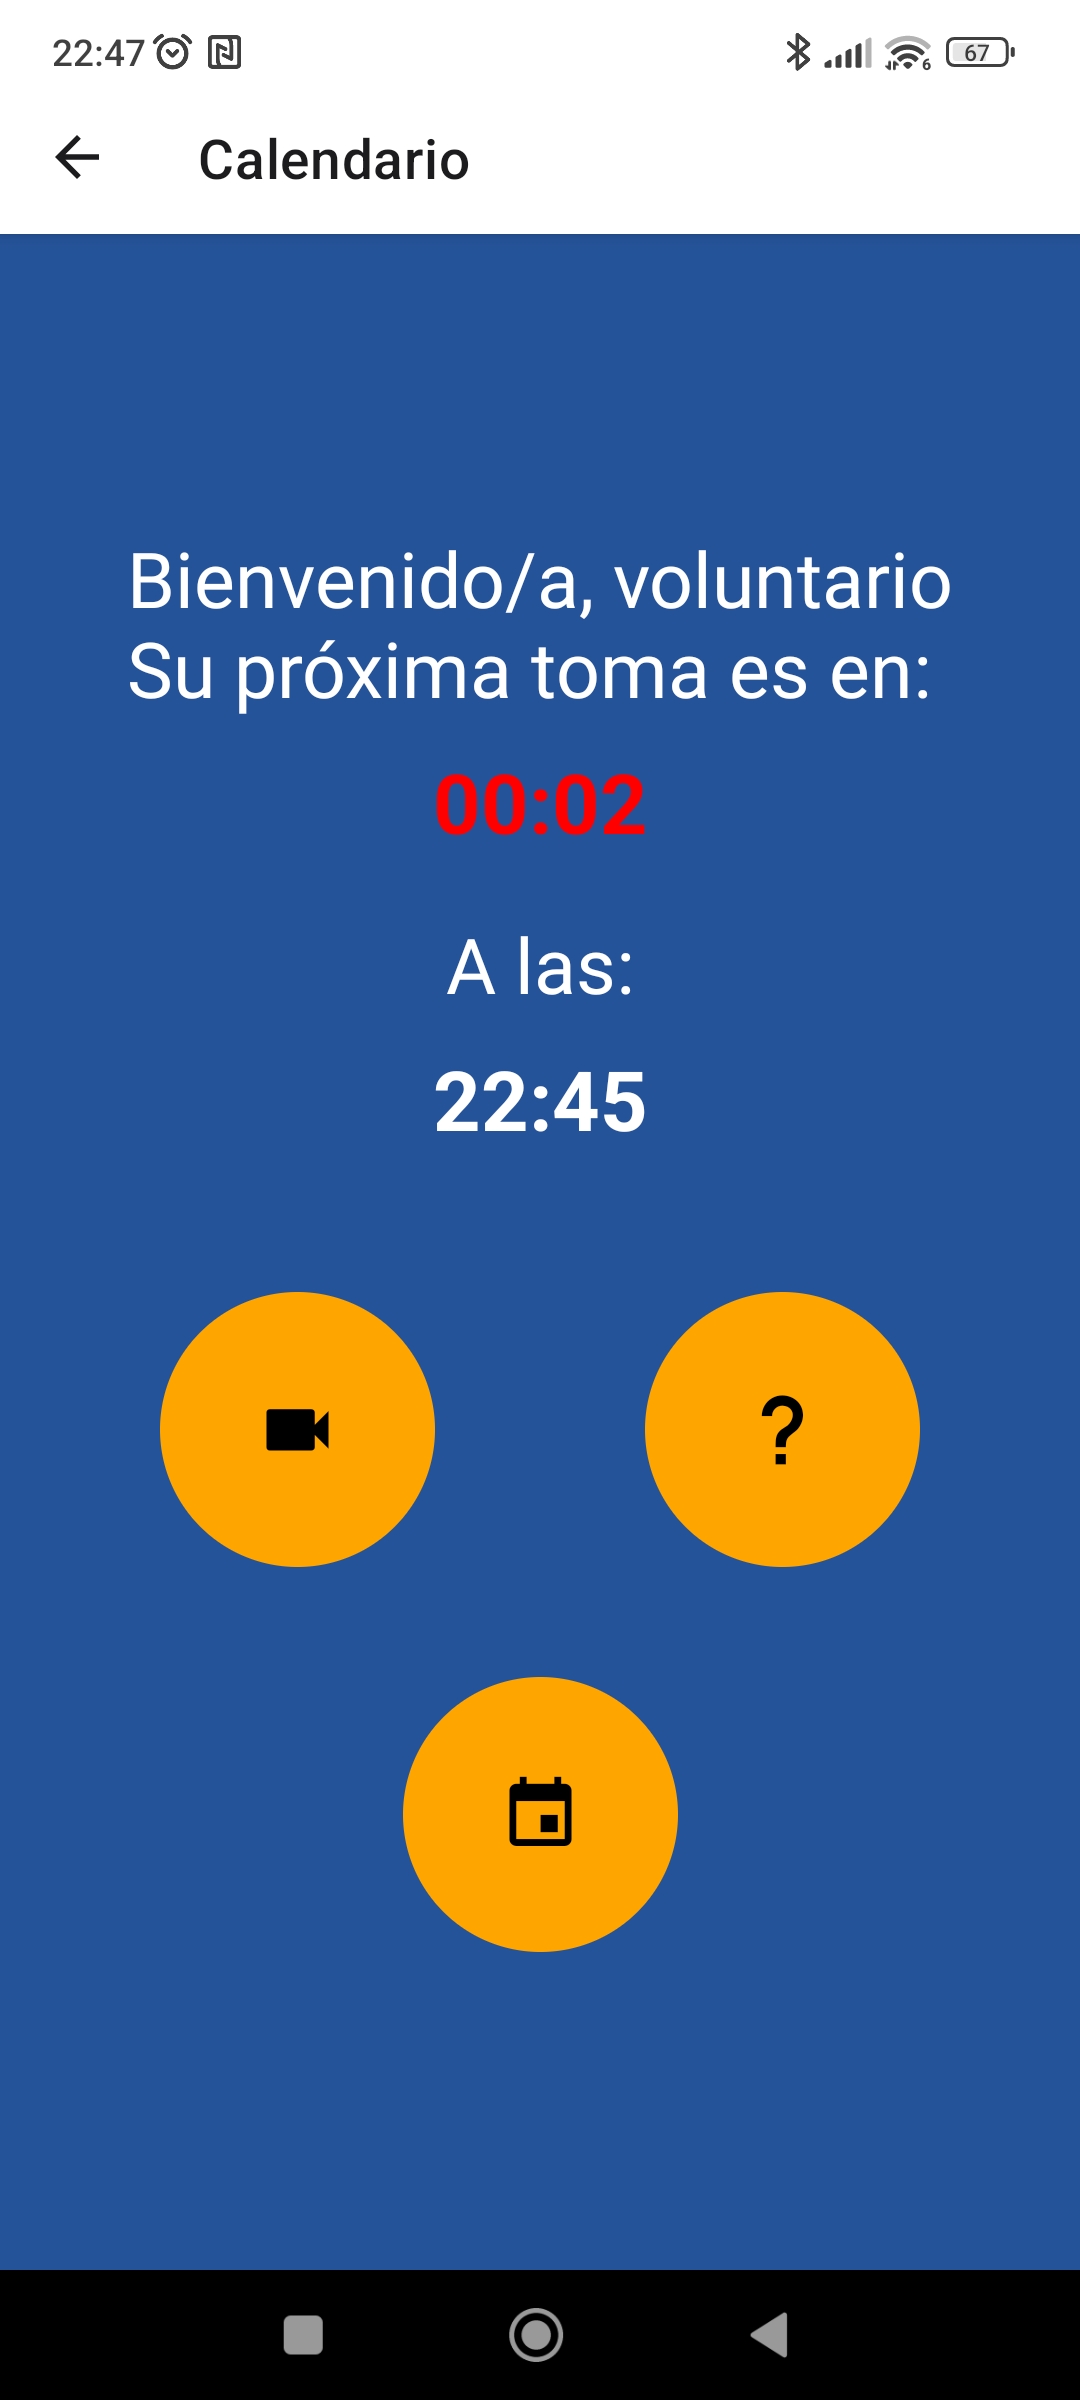 22:47
67
Calendario
Bienvenido/a, voluntario
Su próxima toma es en:
00:02
A las:
22:45
?